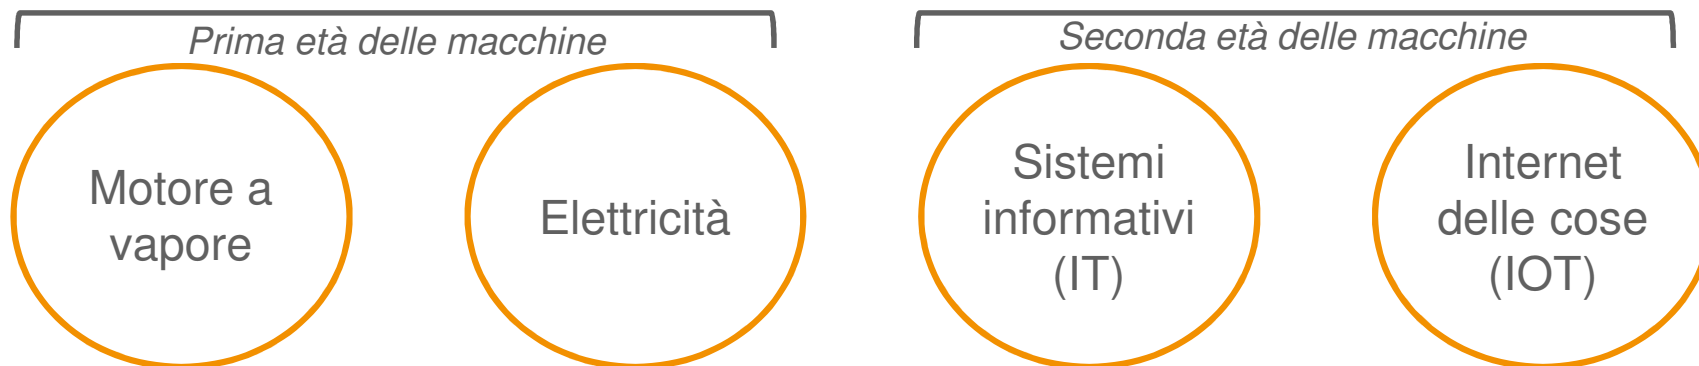 Prima età delle macchine
Seconda età delle macchine
Motore a
vapore
Elettricità
Sistemi
informativi
(IT)
Internet
delle cose
(IOT)